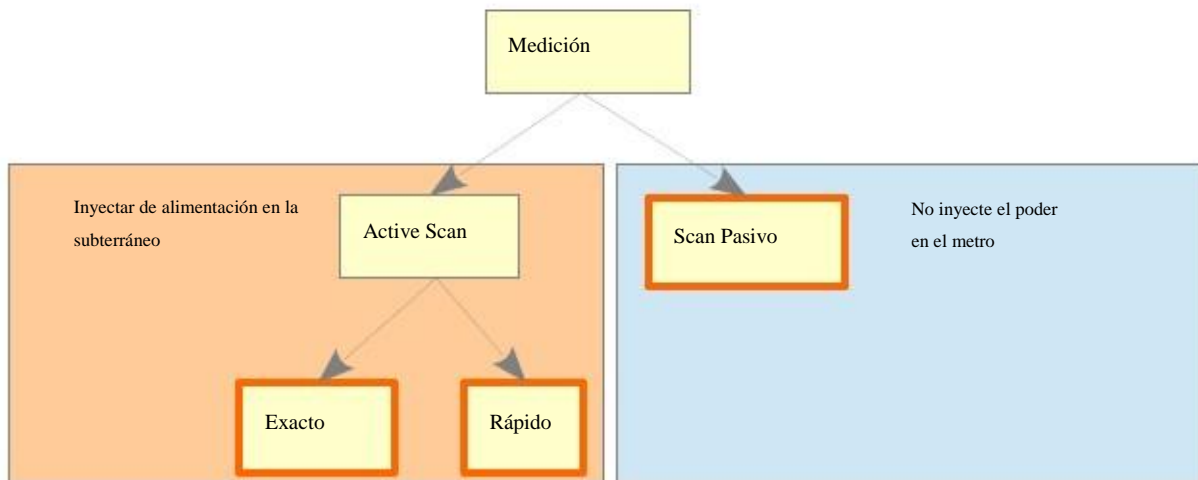 Medición
Inyectar de alimentación en la
subterráneo
Active Scan
Scan Pasivo
No inyecte el poder
en el metro
Exacto
Rápido